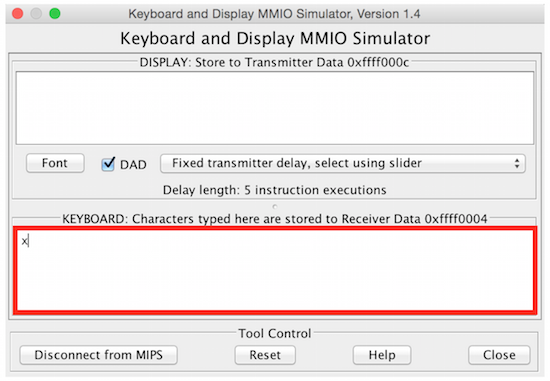 Keyboard and Display MMIO Simulator, Version 1.4
Keyboard and Display MMIO Simulator
DISPLAY: Store to Transmitter Data 0xffff000c
Font DAD Fixed transmitter delay, select using slider
Delay length: 5 instruction executions
KEYBOARD: Characters typed here are stored to Receiver Data 0xffff0004
x
Tool Control
Disconnect from MIPS Reset Help Close